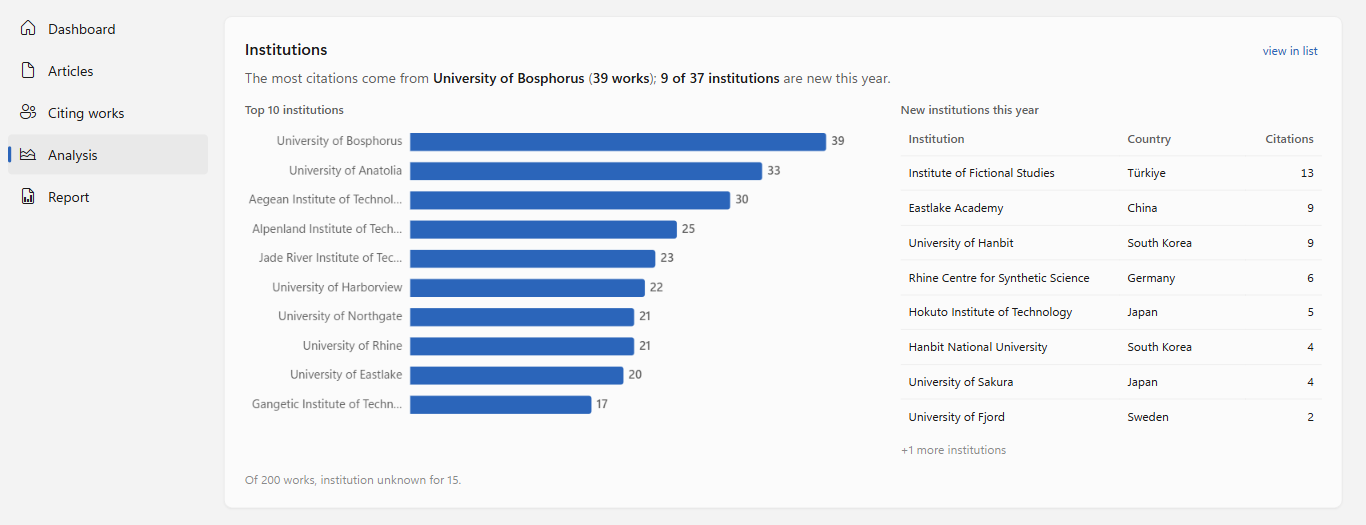 Dashboard
Articles
Citing works
Analysis
Report
Institutions
view in list
The most citations come from University of Bosphorus (39 works); 9 of 37 institutions are new this year.
Top 10 institutions
University of Bosphorus 39
University of Anatolia 33
Aegean Institute of Technol... 30
Alpenland Institute of Tech... 25
Jade River Institute of Tec... 23
University of Harborview 22
University of Northgate 21
University of Rhine 21
University of Eastlake 20
Gangetic Institute of Techn... 17
New institutions this year
Institution Country Citations
Institute of Fictional Studies Türkiye 13
Eastlake Academy China 9
University of Hanbit South Korea 9
Rhine Centre for Synthetic Science Germany 6
Hokuto Institute of Technology Japan 5
Hanbit National University South Korea 4
University of Sakura Japan 4
University of Fjord Sweden 2
+1 more institutions
Of 200 works, institution unknown for 15.